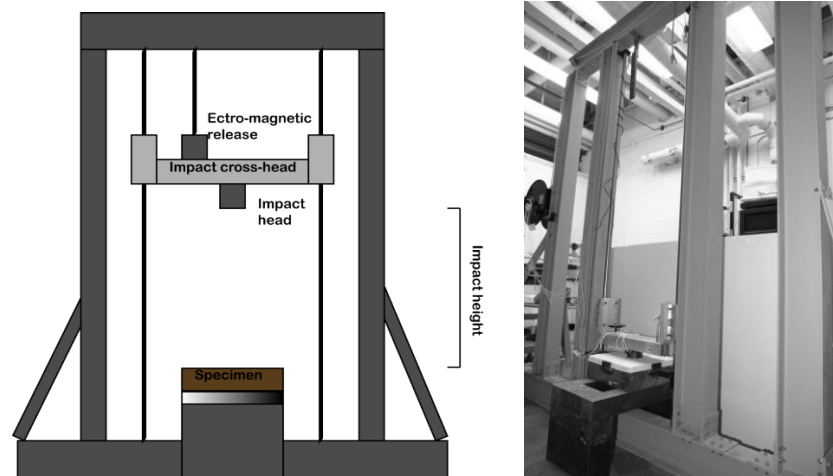 Ectro-magnetic
release
Impact cross-head
Impact
head
Impact height
Specimen